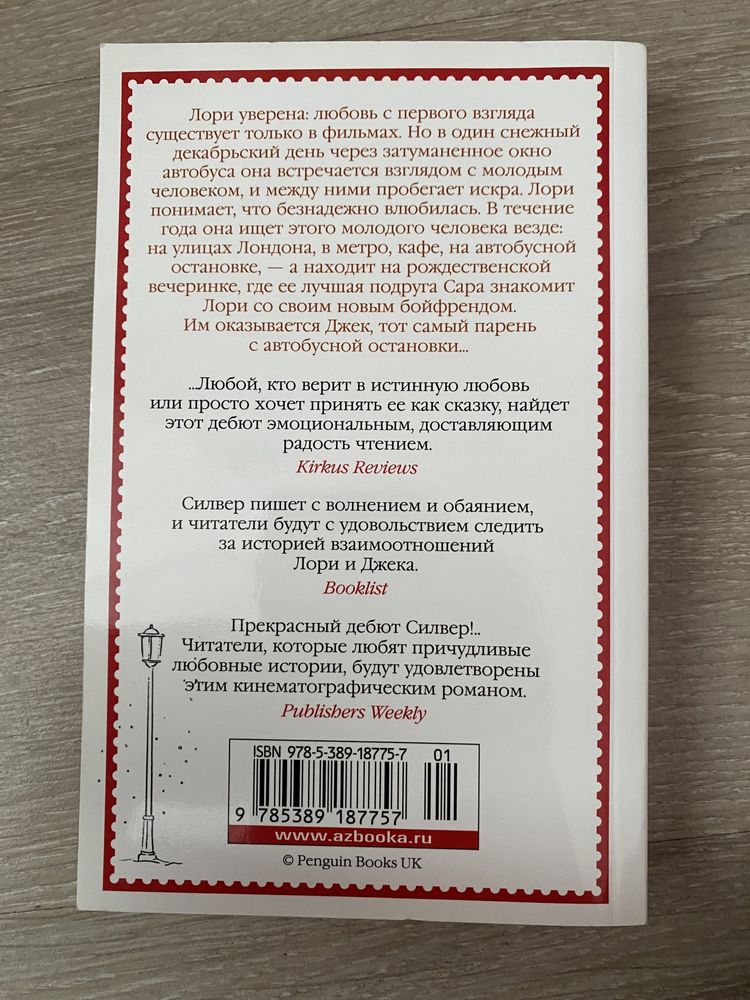 Лори уверена: любовь с первого взгляда
существует только в фильмах. Но в один снежный
декабрьский день через затуманенное окно
автобуса она встречается взглядом с молодым
человеком, и между ними пробегает искра. Лори
понимает, что безнадежно влюбилась. В течение
года она ищет этого молодого человека везде:
на улицах Лондона, в метро, кафе, на автобусной
остановке, — а находит на рождественской
вечеринке, где ее лучшая подруга Сара знакомит
Лори со своим новым бойфрендом.
Им оказывается Джек, тот самый парень
с автобусной остановки...
...Любой, кто верит в истинную любовь
или просто хочет принять ее как сказку, найдет
этот дебют эмоциональным, доставляющим
радость чтением.
Kirkus Reviews
Силвер пишет с волнением и обаянием,
и читатели будут с удовольствием следить
за историей взаимоотношений
Лори и Джека.
Booklist
Прекрасный дебют Силвер!..
Читатели, которые любят причудливые
любовные истории, будут удовлетворены
этим кинематографическим романом.
Publishers Weekly
ISBN 978-5-389-18775-7 01
9 785389 187757
www.azbooka.ru
© Penguin Books UK